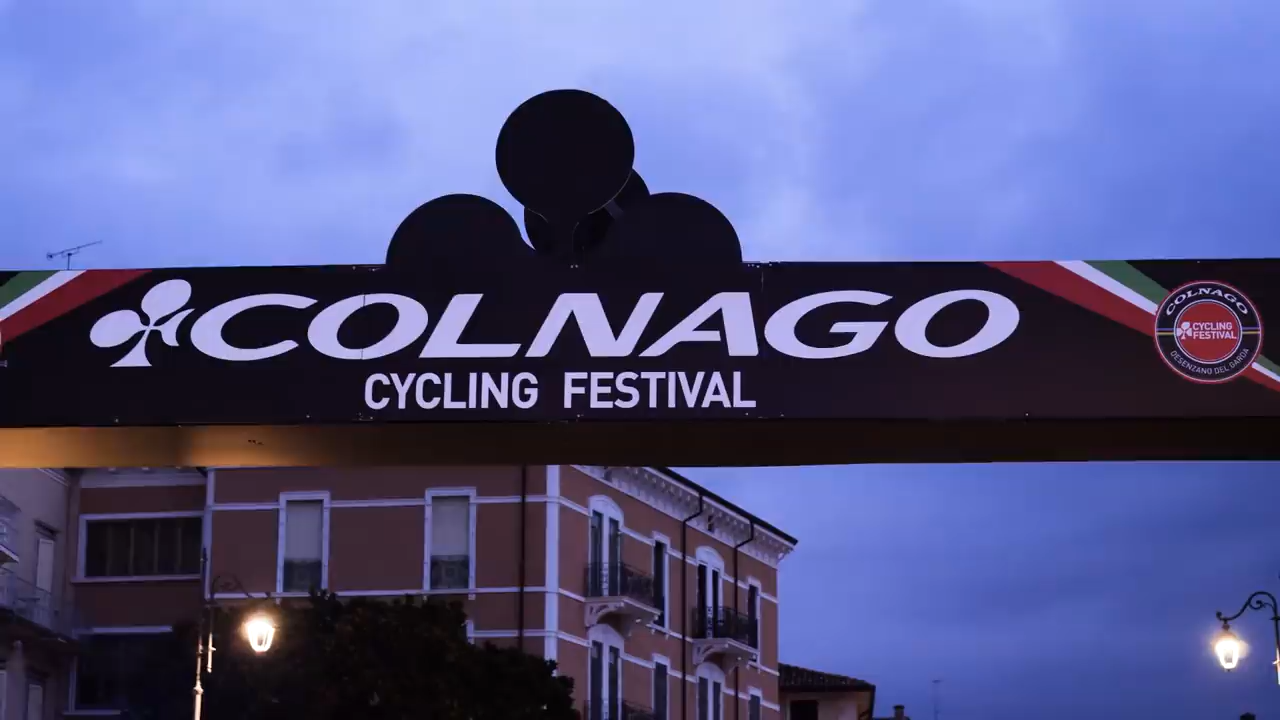 COLNAGO
CYCLING FESTIVAL
COLNAGO
CYCLING
FESTIVAL
DESENZANO DEL GARDA